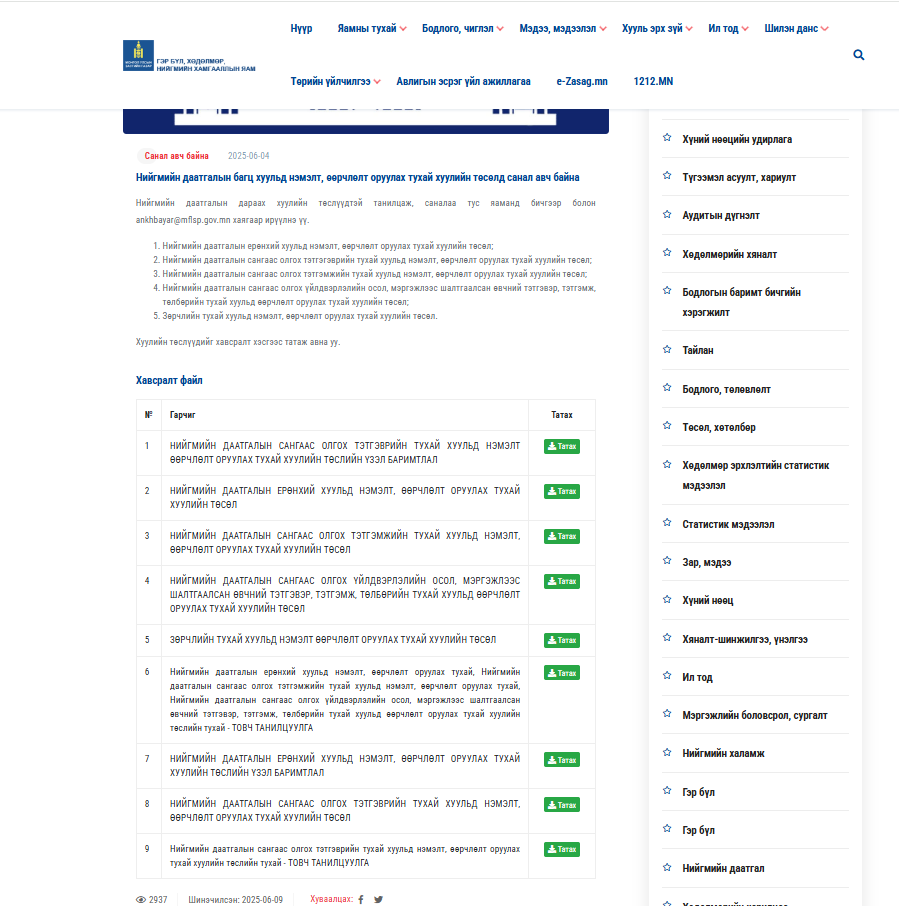 Нүүр
Яамны тухай
Бодлого, чиглэл
Мэдээ, мэдээлэл
Хууль эрх зүй
Ил тод
Шилэн данс
ГЭР БҮЛ, ХӨДӨЛМӨР,
НИЙГМИЙН ХАМГААЛЛЫН ЯАМ
Төрийн үйлчилгээ
Авлигын эсрэг үйл ажиллагаа
e-Zasag.mn
1212.MN
Санал авч байна
2025-06-04
Нийгмийн даатгалын багц хуульд нэмэлт, өөрчлөлт оруулах тухай хуулийн төсөлд санал авч байна
Нийгмийн даатгалын дараах хуулийн төслүүдтэй танилцаж, саналаа тус яаманд бичгээр болон
ankhbayar@mflsp.gov.mn хаягаар ирүүлнэ үү.
1. Нийгмийн даатгалын ерөнхий хуульд нэмэлт, өөрчлөлт оруулах тухай хуулийн төсөл;
2. Нийгмийн даатгалын сангаас олгох тэтгэгэврийн тухай хуульд нэмэлт, өөрчлөлт оруулах тухай хуулийн төсөл;
3. Нийгмийн даатгалын сангаас олгох тэтгэмжийн тухай хуульд нэмэлт, өөрчлөлт оруулах тухай хуулийн төсөл;
4. Нийгмийн даатгалын сангаас олгох үйлдвэрлэлийн осол, мэргэжлээс шалтгаалсан өвчний тэтгэвэр, тэтгэмж,
төлбөрийн тухай хуульд өөрчлөлт оруулах тухай хуулийн төсөл;
5. Зөрчлийн тухай хуульд нэмэлт, өөрчлөлт оруулах тухай хуулийн төсөл.
Хуулийн төслүүдийг хавсралт хэсгээс татаж авна уу.
Хавсралт файл
№ Гарчиг Татах
1 НИЙГМИЙН ДААТГАЛЫН САНГААС ОЛГОХ ТЭТГЭВРИЙН ТУХАЙ ХУУЛЬД НЭМЭЛТ Татах
ӨӨРЧЛӨЛТ ОРУУЛАХ ТУХАЙ ХУУЛИЙН ТӨСЛИЙН ҮЗЭЛ БАРИМТЛАЛ
2 НИЙГМИЙН ДААТГАЛЫН ЕРӨНХИЙ ХУУЛЬД НЭМЭЛТ, ӨӨРЧЛӨЛТ ОРУУЛАХ ТУХАЙ Татах
ХУУЛИЙН ТӨСӨЛ
3 НИЙГМИЙН ДААТГАЛЫН САНГААС ОЛГОХ ТЭТГЭМЖИЙН ТУХАЙ ХУУЛЬД НЭМЭЛТ, Татах
ӨӨРЧЛӨЛТ ОРУУЛАХ ТУХАЙ ХУУЛИЙН ТӨСӨЛ
4 НИЙГМИЙН ДААТГАЛЫН САНГААС ОЛГОХ ҮЙЛДВЭРЛЭЛИЙН ОСОЛ, МЭРГЭЖЛЭЭС Татах
ШАЛТГААЛСАН ӨВЧНИЙ ТЭТГЭВЭР, ТЭТГЭМЖ, ТӨЛБӨРИЙН ТУХАЙ ХУУЛЬД ӨӨРЧЛӨЛТ
ОРУУЛАХ ТУХАЙ ХУУЛИЙН ТӨСӨЛ
5 ЗӨРЧЛИЙН ТУХАЙ ХУУЛЬД НЭМЭЛТ ӨӨРЧЛӨЛТ ОРУУЛАХ ТУХАЙ ХУУЛИЙН ТӨСӨЛ Татах
6 Нийгмийн даатгалын ерөнхий хуульд нэмэлт, өөрчлөлт оруулах тухай, Нийгмийн Татах
даатгалын сангаас олгох тэтгэмжийн тухай хуульд нэмэлт, өөрчлөлт оруулах тухай,
Нийгмийн даатгалын сангаас олгох үйлдвэрлэлийн осол, мэргэжлээс шалтгаалсан
өвчний тэтгэвэр, тэтгэмж, төлбөрийн тухай хуульд өөрчлөлт оруулах тухай хуулийн
төслийн тухай - ТОВЧ ТАНИЛЦУУЛГА
7 НИЙГМИЙН ДААТГАЛЫН ЕРӨНХИЙ ХУУЛЬД НЭМЭЛТ, ӨӨРЧЛӨЛТ ОРУУЛАХ ТУХАЙ Татах
ХУУЛИЙН ТӨСЛИЙН ҮЗЭЛ БАРИМТЛАЛ
8 НИЙГМИЙН ДААТГАЛЫН САНГААС ОЛГОХ ТЭТГЭВРИЙН ТУХАЙ ХУУЛЬД НЭМЭЛТ, Татах
ӨӨРЧЛӨЛТ ОРУУЛАХ ТУХАЙ ХУУЛИЙН ТӨСӨЛ
9 Нийгмийн даатгалын сангаас олгох тэтгэврийн тухай хуульд нэмэлт, өөрчлөлт оруулах Татах
тухай хуулийн төслийн тухай - ТОВЧ ТАНИЛЦУУЛГА
2937 Шинэчилсэн: 2025-06-09 Хуваалцах:
Хүний нөөцийн удирлага
Түгээмэл асуулт, хариулт
Аудитын дүгнэлт
Хөдөлмөрийн хяналт
Бодлогын баримт бичгийн
хэрэгжилт
Тайлан
Бодлого, төлөвлөлт
Төсөл, хөтөлбөр
Хөдөлмөр эрхлэлтийн статистик
мэдээлэл
Статистик мэдээлэл
Зар, мэдээ
Хүний нөөц
Хяналт-шинжилгээ, үнэлгээ
Ил тод
Мэргэжлийн боловсрол, сургалт
Нийгмийн халамж
Гэр бүл
Гэр бүл
Нийгмийн даатгал